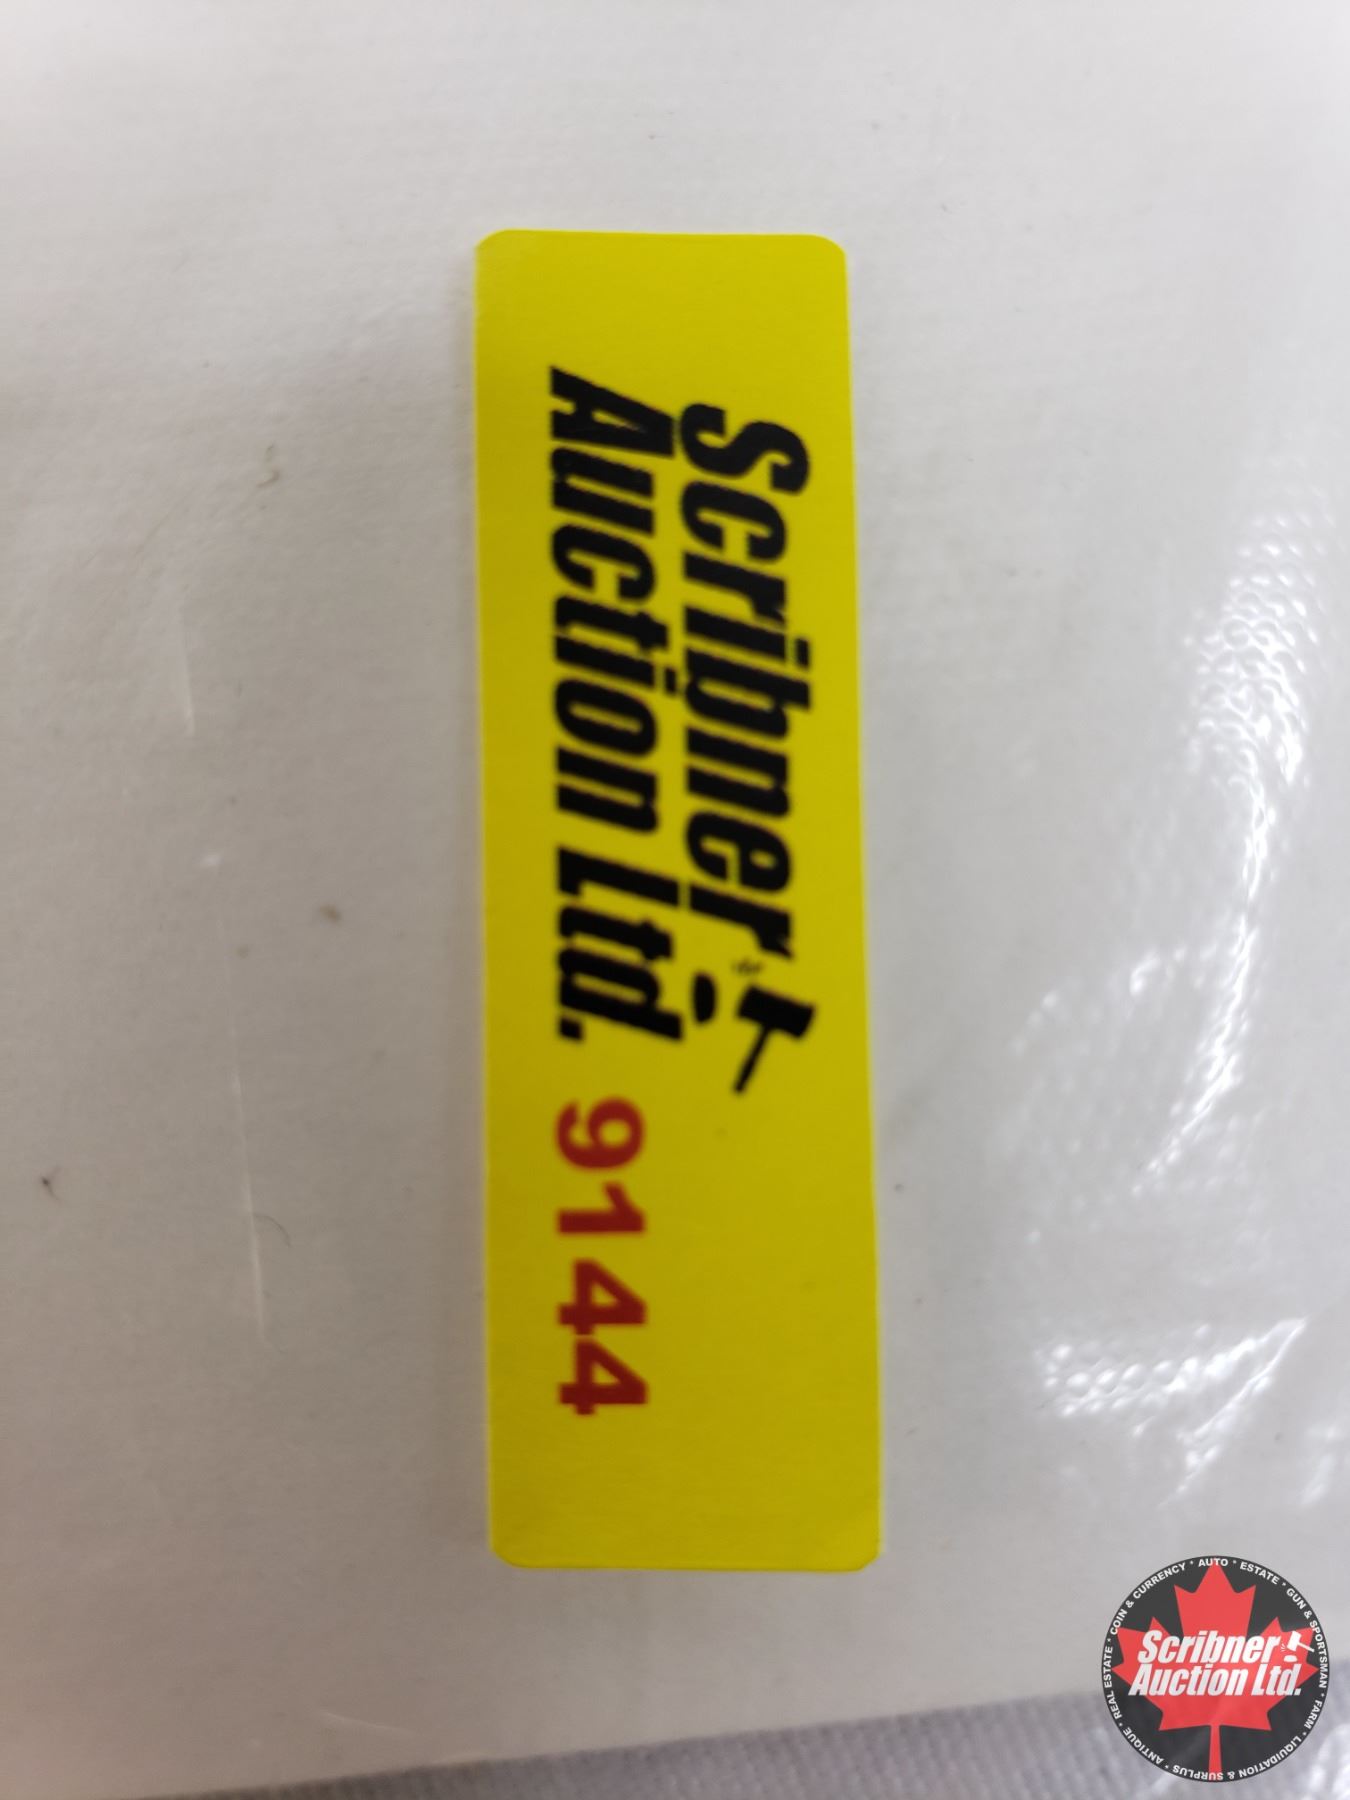 Scribner
Auction Ltd. 9144
COIN & CURRENCY * AUTO * ESTATE * GUN & SPORTSMAN * FARM * LIQUIDATION & SURPLUS * ANTIQUE * REAL ESTATE *
Scribner
Auction Ltd.